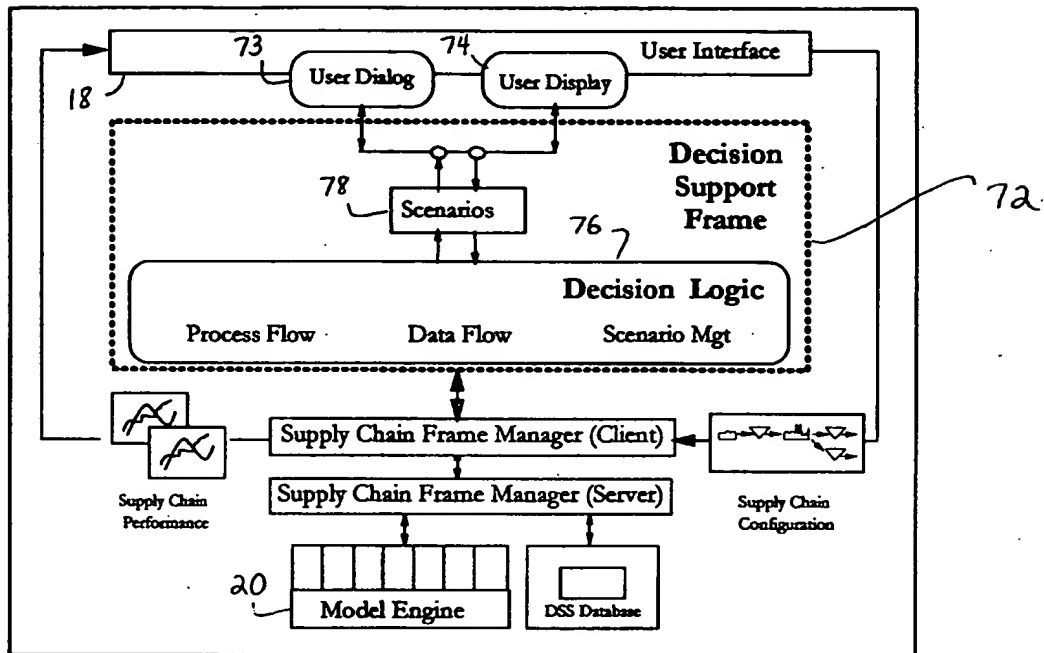 User Interface
73
74
User Dialog
User Display
18
Decision
Support
Frame
72
78
Scenarios
76
Decision Logic
Process Flow
Data Flow
Scenario Mgt
Supply Chain Frame Manager (Client)
Supply Chain Frame Manager (Server)
Supply Chain
Performance
Supply Chain
Configuration
20
Model Engine
DSS Database